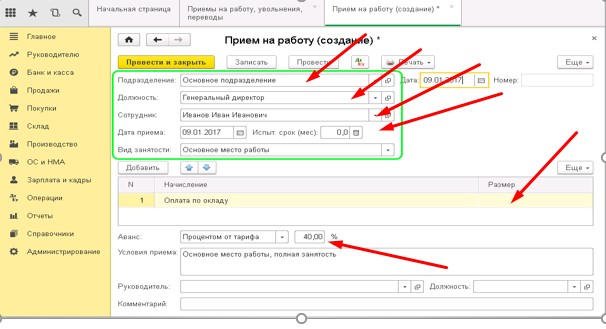 Начальная страница
Приемы на работу, увольнения,
переводы
Прием на работу (создание) *
Главное
Руководителю
Банк и касса
Продажи
Покупки
Склад
Производство
ОС и НМА
Зарплата и кадры
Операции
Отчеты
Справочники
Администрирование
Прием на работу (создание) *
Провести и закрыть Записать Провести Печать Еще
Подразделение: Основное подразделение Дата: 09.01.2017 Номер:
Должность: Генеральный директор
Сотрудник: Иванов Иван Иванович
Дата приема: 09.01.2017 Испыт. срок (мес): 0,0
Вид занятости: Основное место работы
Добавить Еще
N Начисление Размер
1 Оплата по окладу
Аванс: Процентом от тарифа 40,00 %
Условия приема: Основное место работы, полная занятость
Руководитель: Должность:
Комментарий: